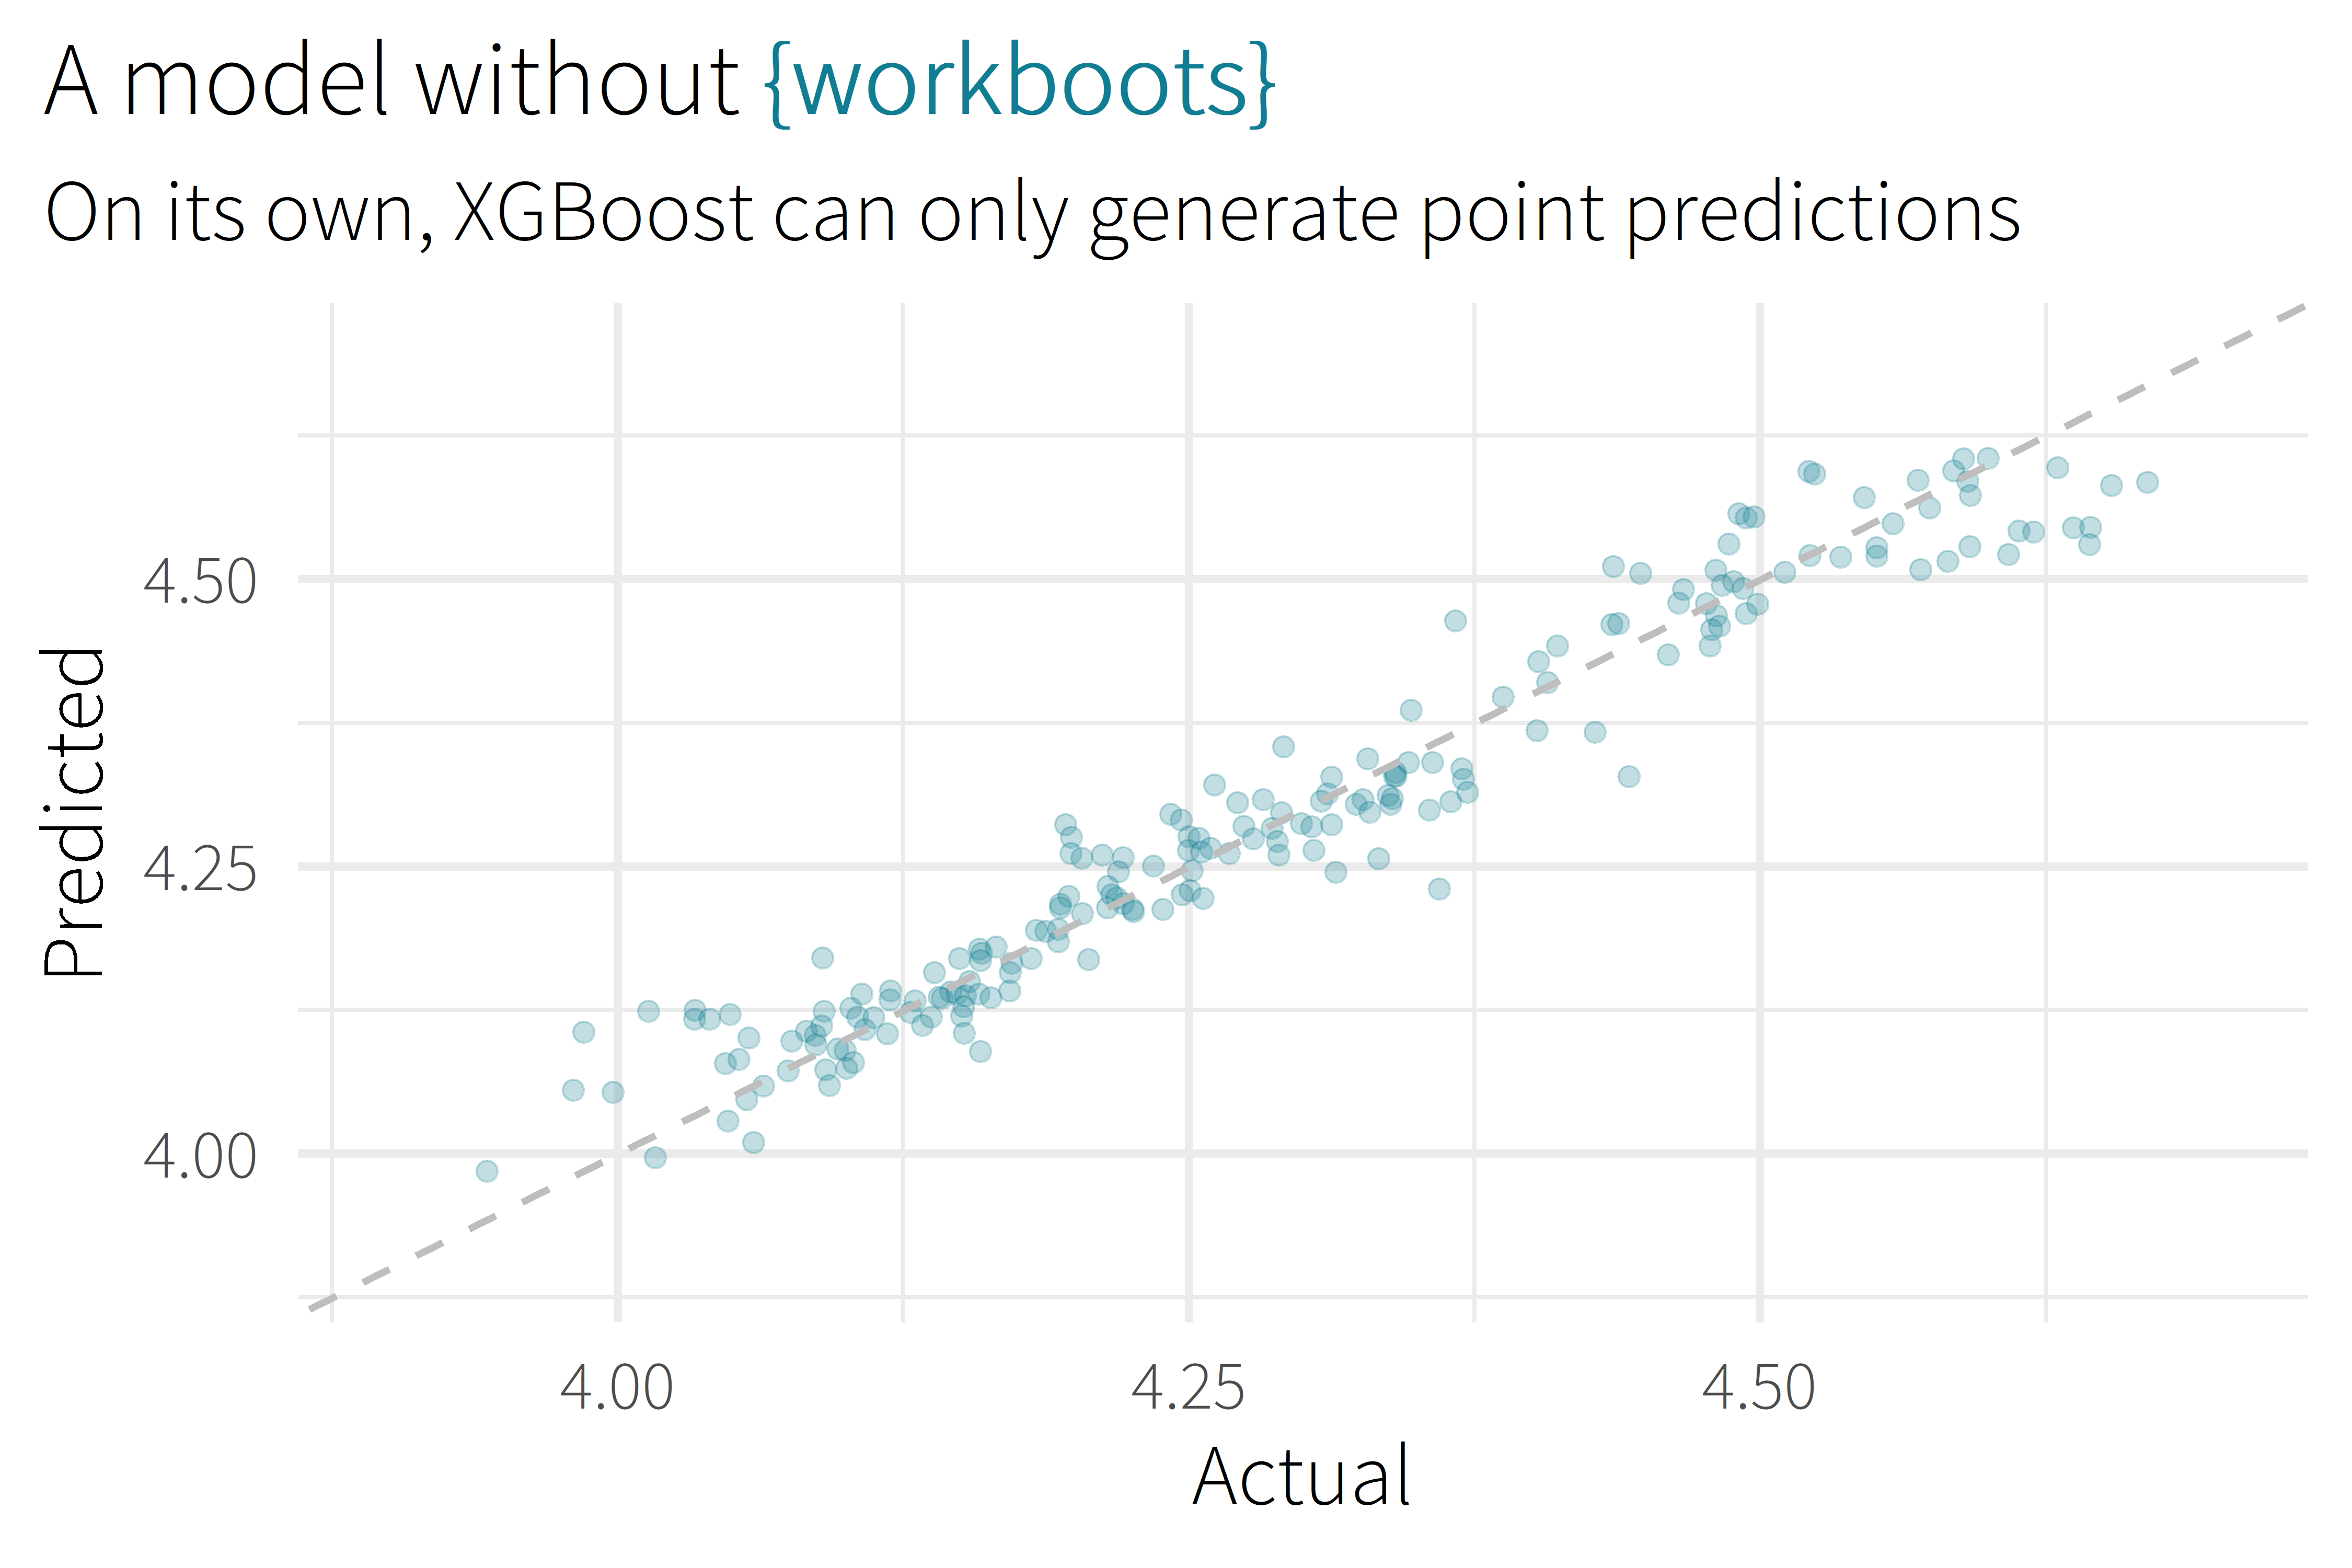 A model without {workboots}
On its own, XGBoost can only generate point predictions
Predicted
4.50
4.25
4.00
4.00 4.25 4.50
Actual